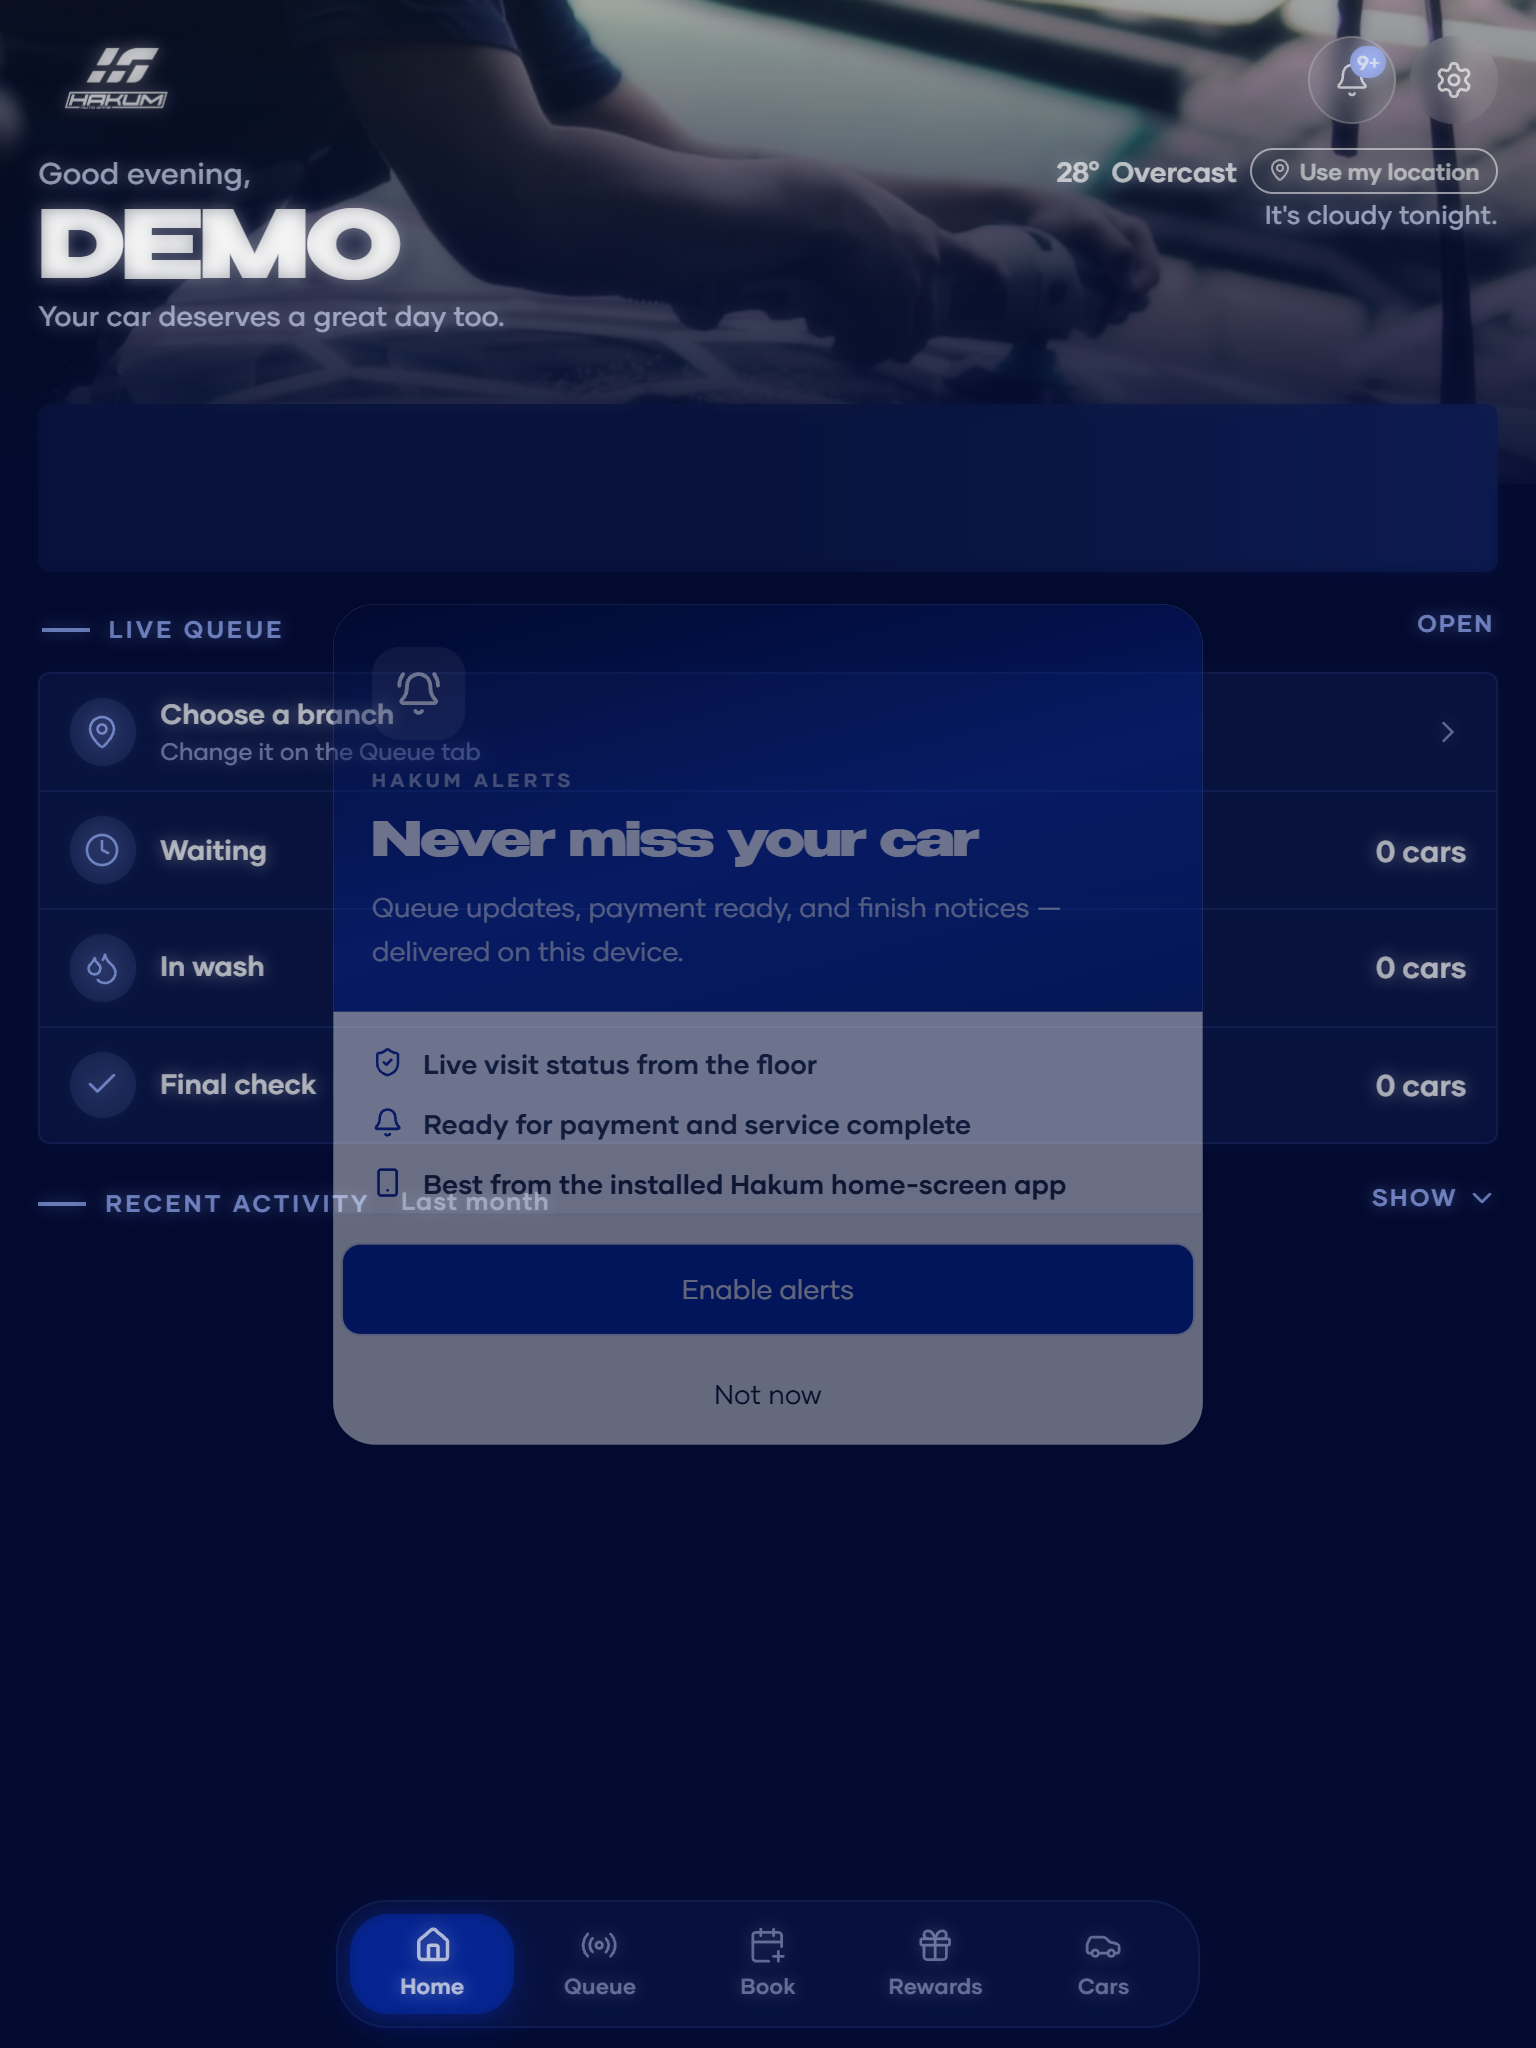 HAKUM
9+
Good evening,
DEMO
Your car deserves a great day too.
28° Overcast
Use my location
It's cloudy tonight.
LIVE QUEUE
OPEN
Choose a branch
Change it on the Queue tab
Waiting
0 cars
In wash
0 cars
Final check
0 cars
RECENT ACTIVITY
Last month
SHOW
HAKUM ALERTS
Never miss your car
Queue updates, payment ready, and finish notices —
delivered on this device.
Live visit status from the floor
Ready for payment and service complete
Best from the installed Hakum home-screen app
Enable alerts
Not now
Home
Queue
Book
Rewards
Cars